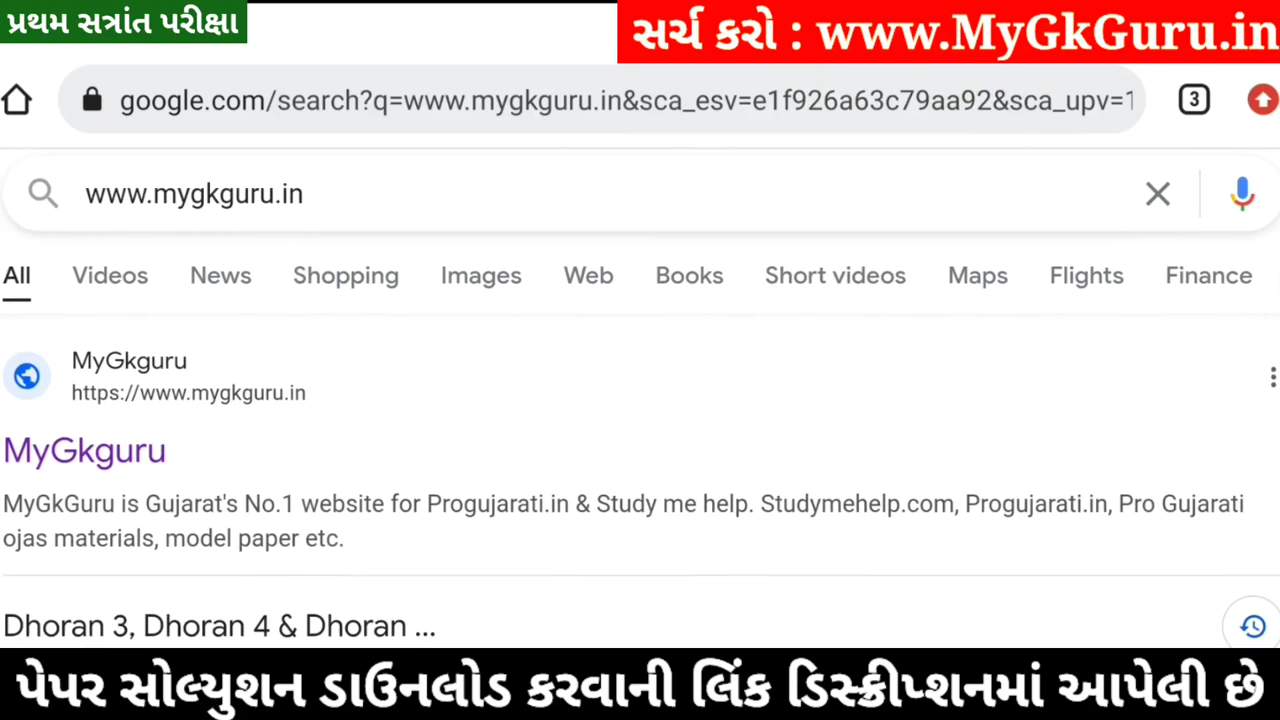 પ્રથમ સત્રાંત પરીક્ષા
સર્ચ કરો : www.MyGkGuru.in
google.com/search?q=www.mygkguru.in&sca_esv=e1f926a63c79aa92&sca_upv=1
3
www.mygkguru.in
All Videos News Shopping Images Web Books Short videos Maps Flights Finance
MyGkguru
https://www.mygkguru.in
MyGkguru
MyGkGuru is Gujarat's No.1 website for Progujarati.in & Study me help. Studymehelp.com, Progujarati.in, Pro Gujarati
ojas materials, model paper etc.
Dhoran 3, Dhoran 4 & Dhoran ...
પેપર સોલ્યુશન ડાઉનલોડ કરવાની લિંક ડિસ્ક્રીપ્શનમાં આપેલી છે